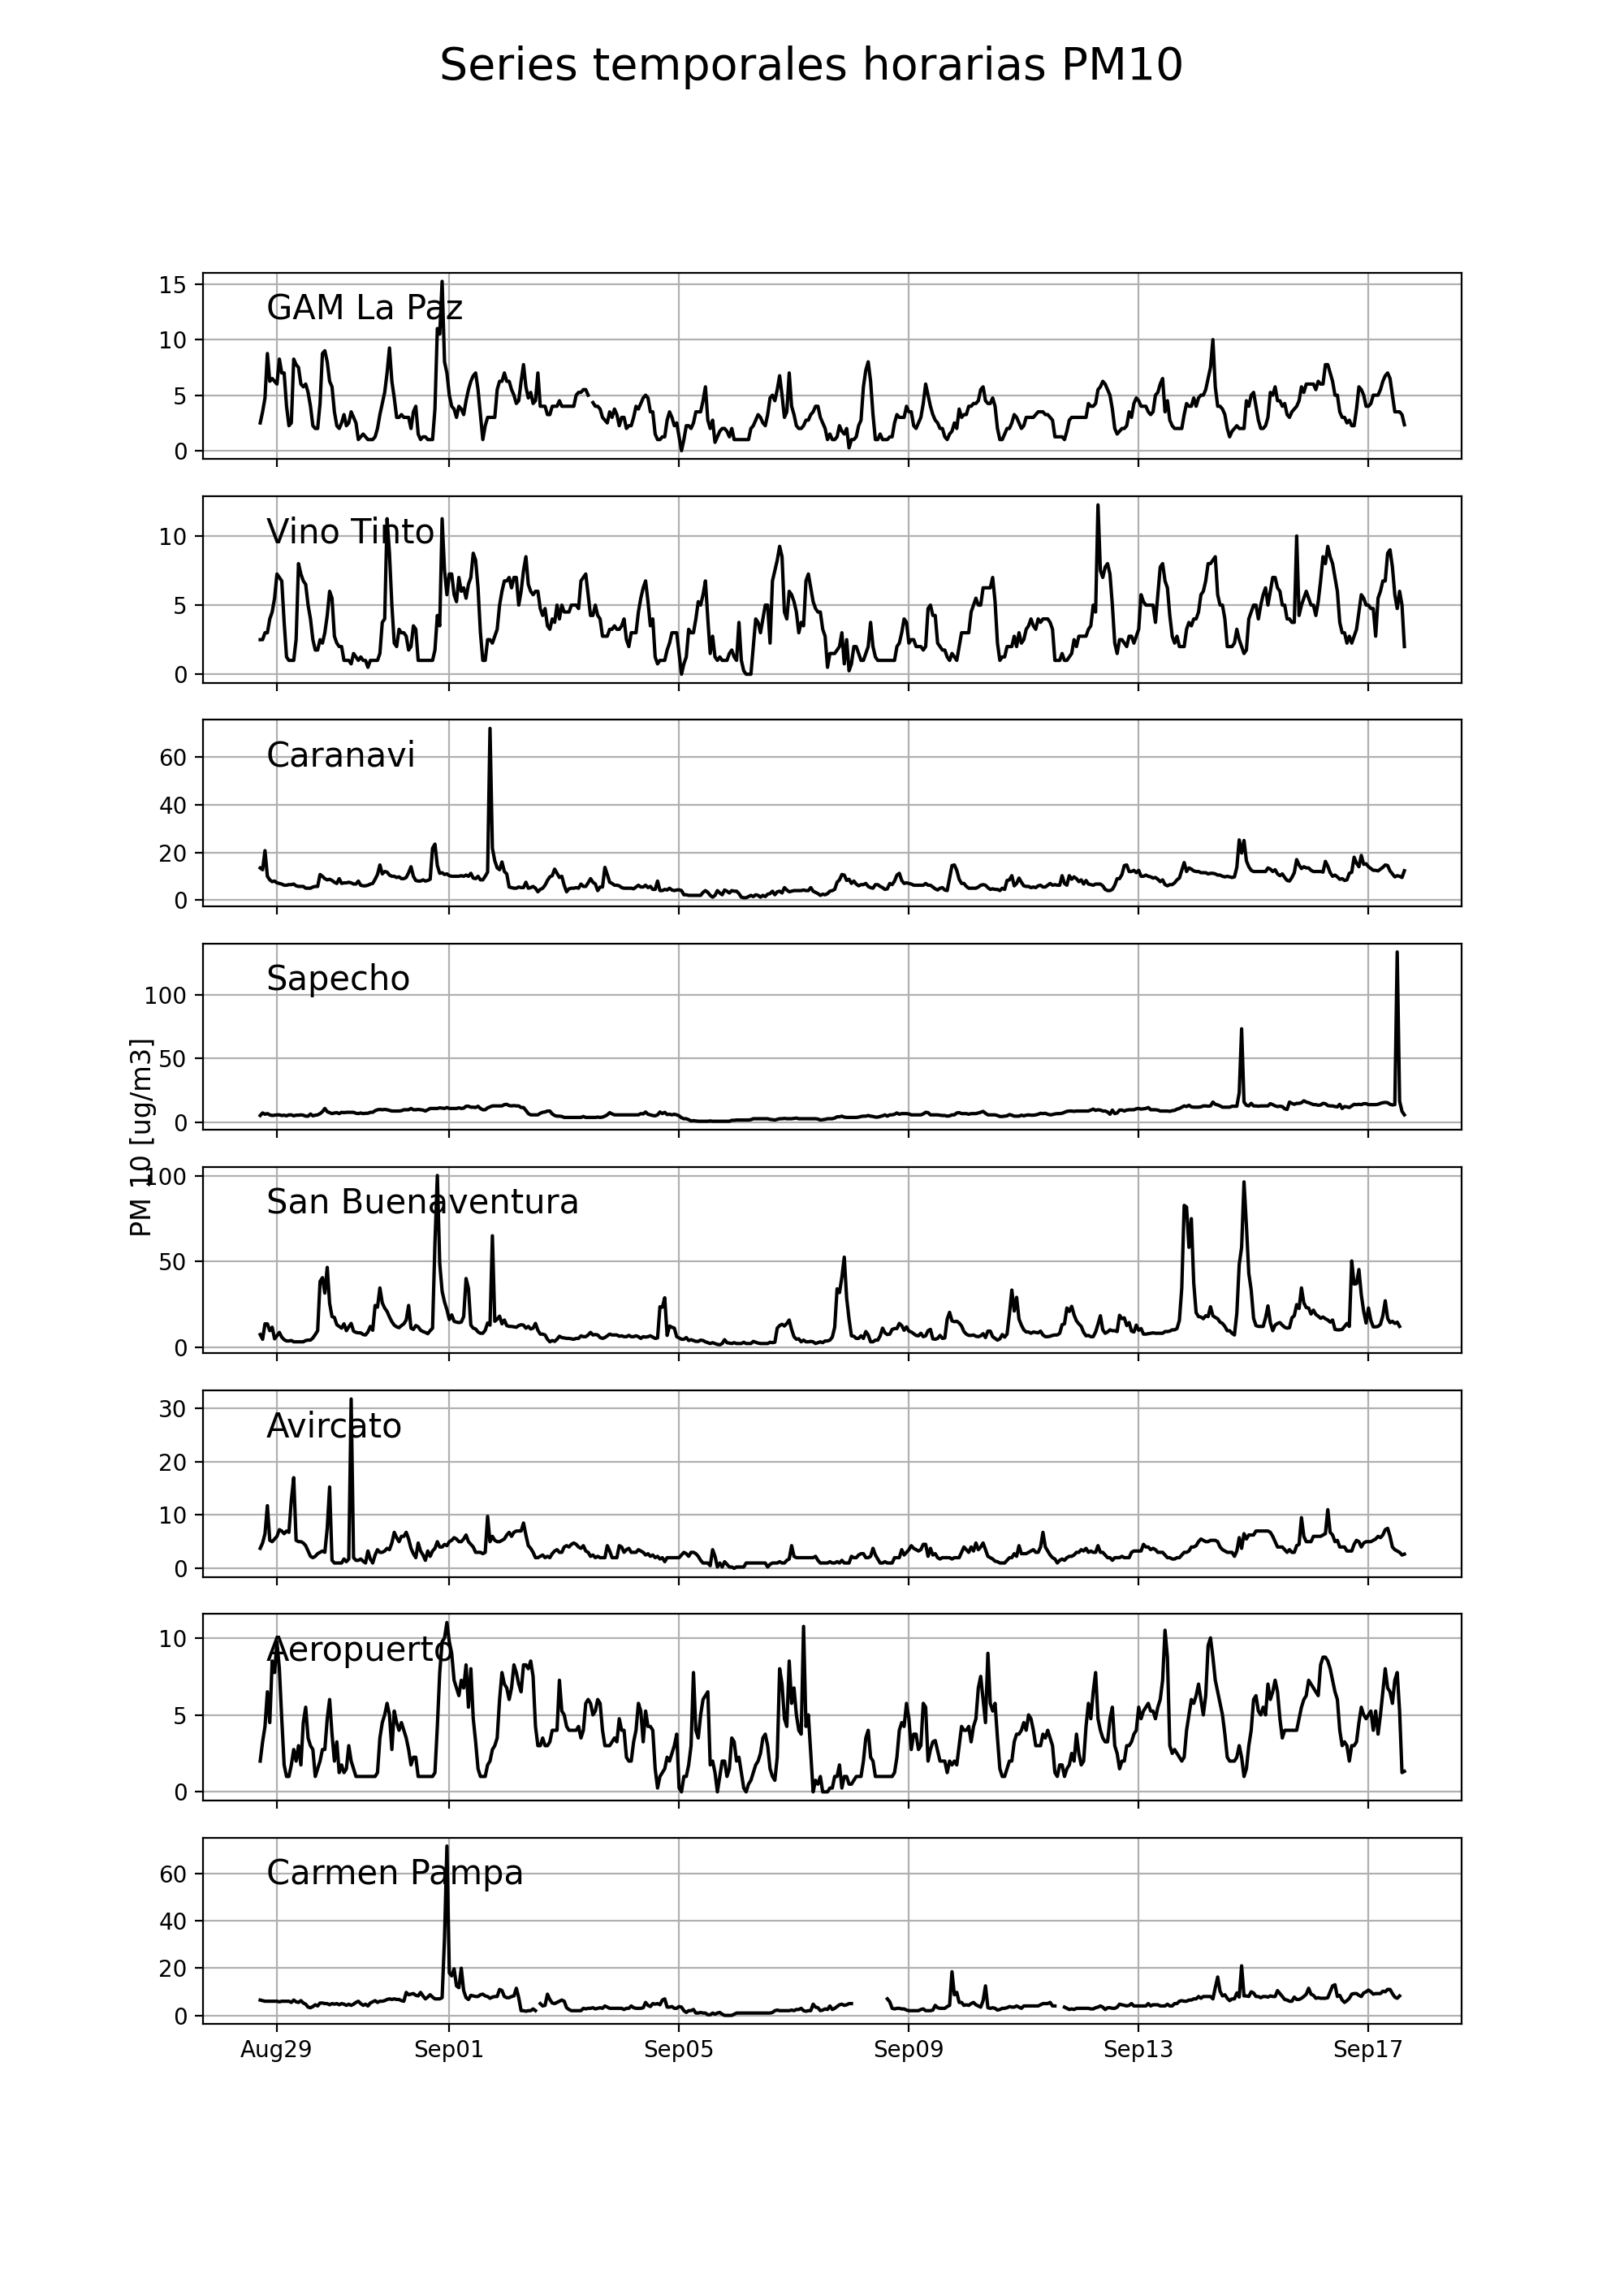 Series temporales horarias PM10
15
GAM La Paz
10
5
0
Vino Tinto
10
5
0
60
Caranavi
40
20
0
Sapecho
100
50
0
PM 10 [ug/m3]
100
San Buenaventura
50
0
30
Avircato
20
10
0
10
Aeropuerto
5
0
60
Carmen Pampa
40
20
0
Aug29 Sep01 Sep05 Sep09 Sep13 Sep17